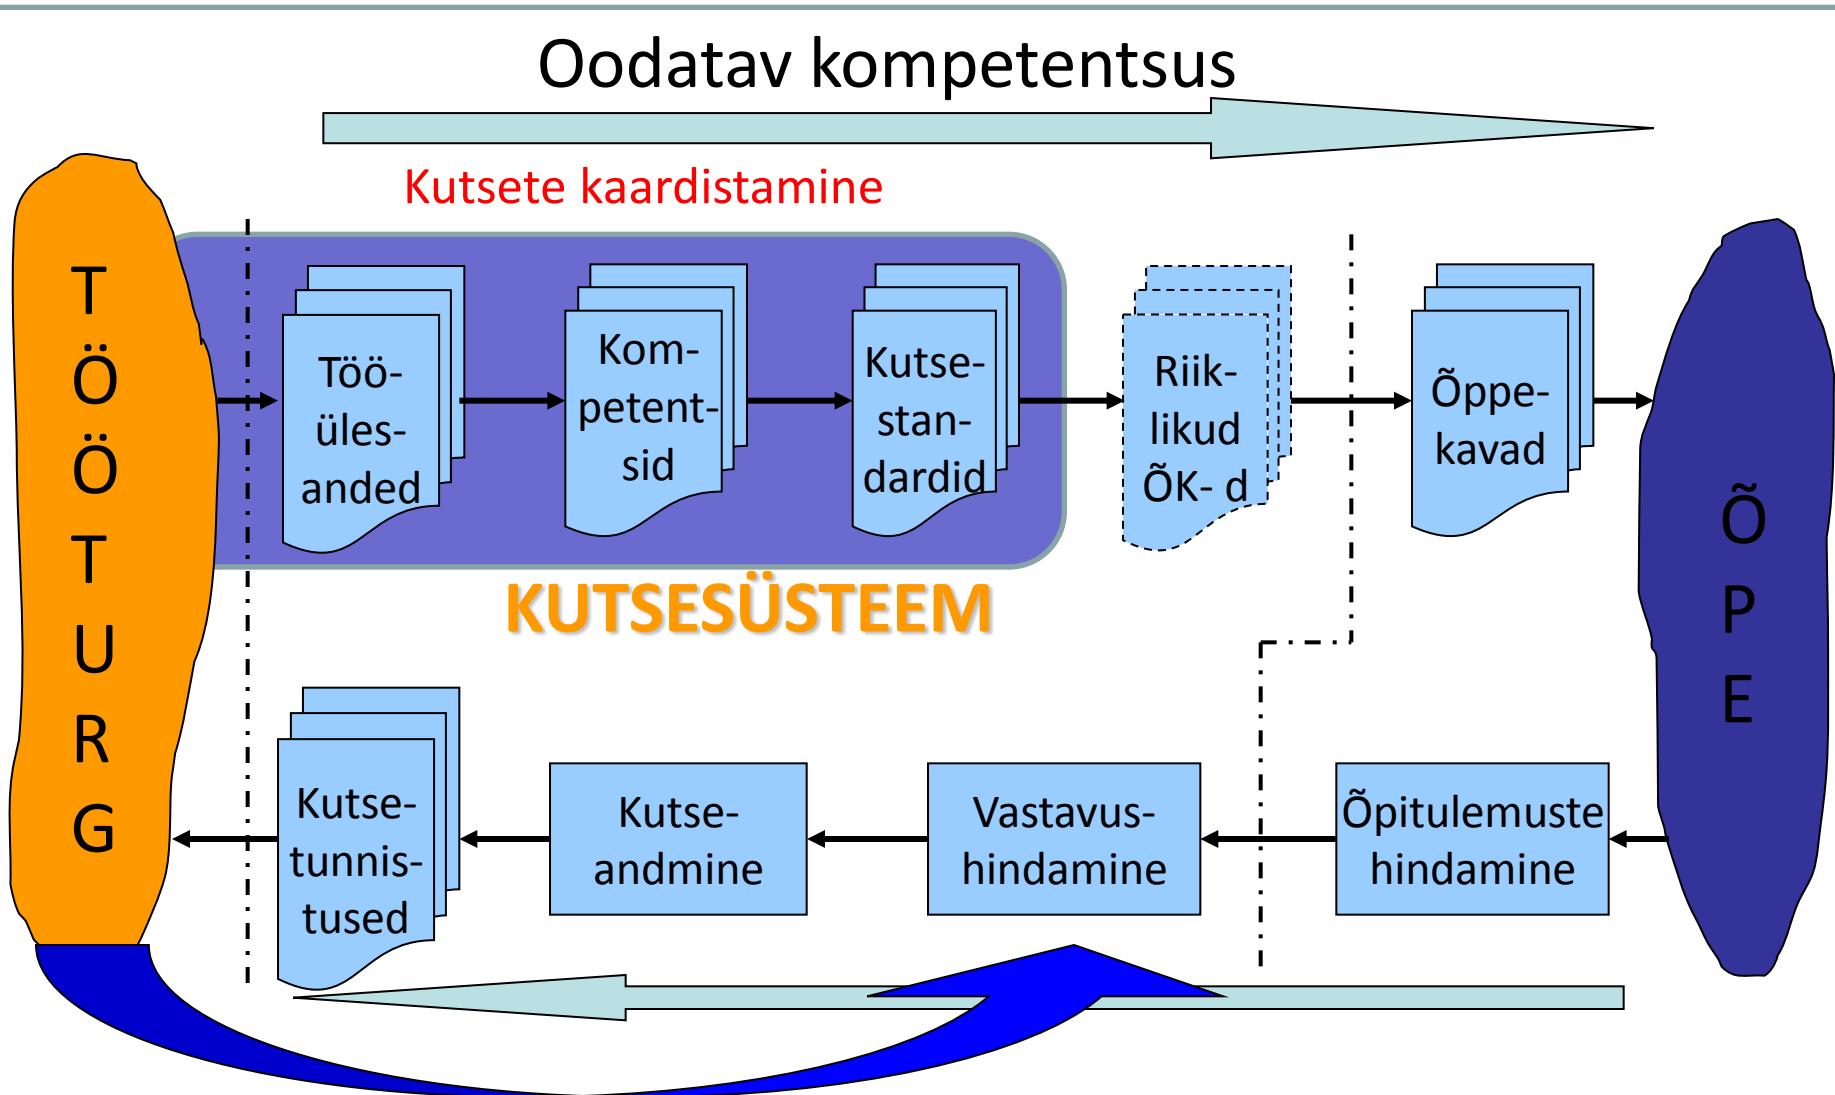 Oodatav kompetentsus
Kutsete kaardistamine
T
Ö
Ö
T
U
R
G
Töö-
üles-
anded
Kom-
petent-
sid
Kutse-
stan-
dardid
Riik-
likud
ÕK- d
Õppe-
kavad
Õ
P
E
KUTSESÜSTEEM
Kutse-
tunnis-
tused
Kutse-
andmine
Vastavus-
hindamine
Õpitulemuste
hindamine